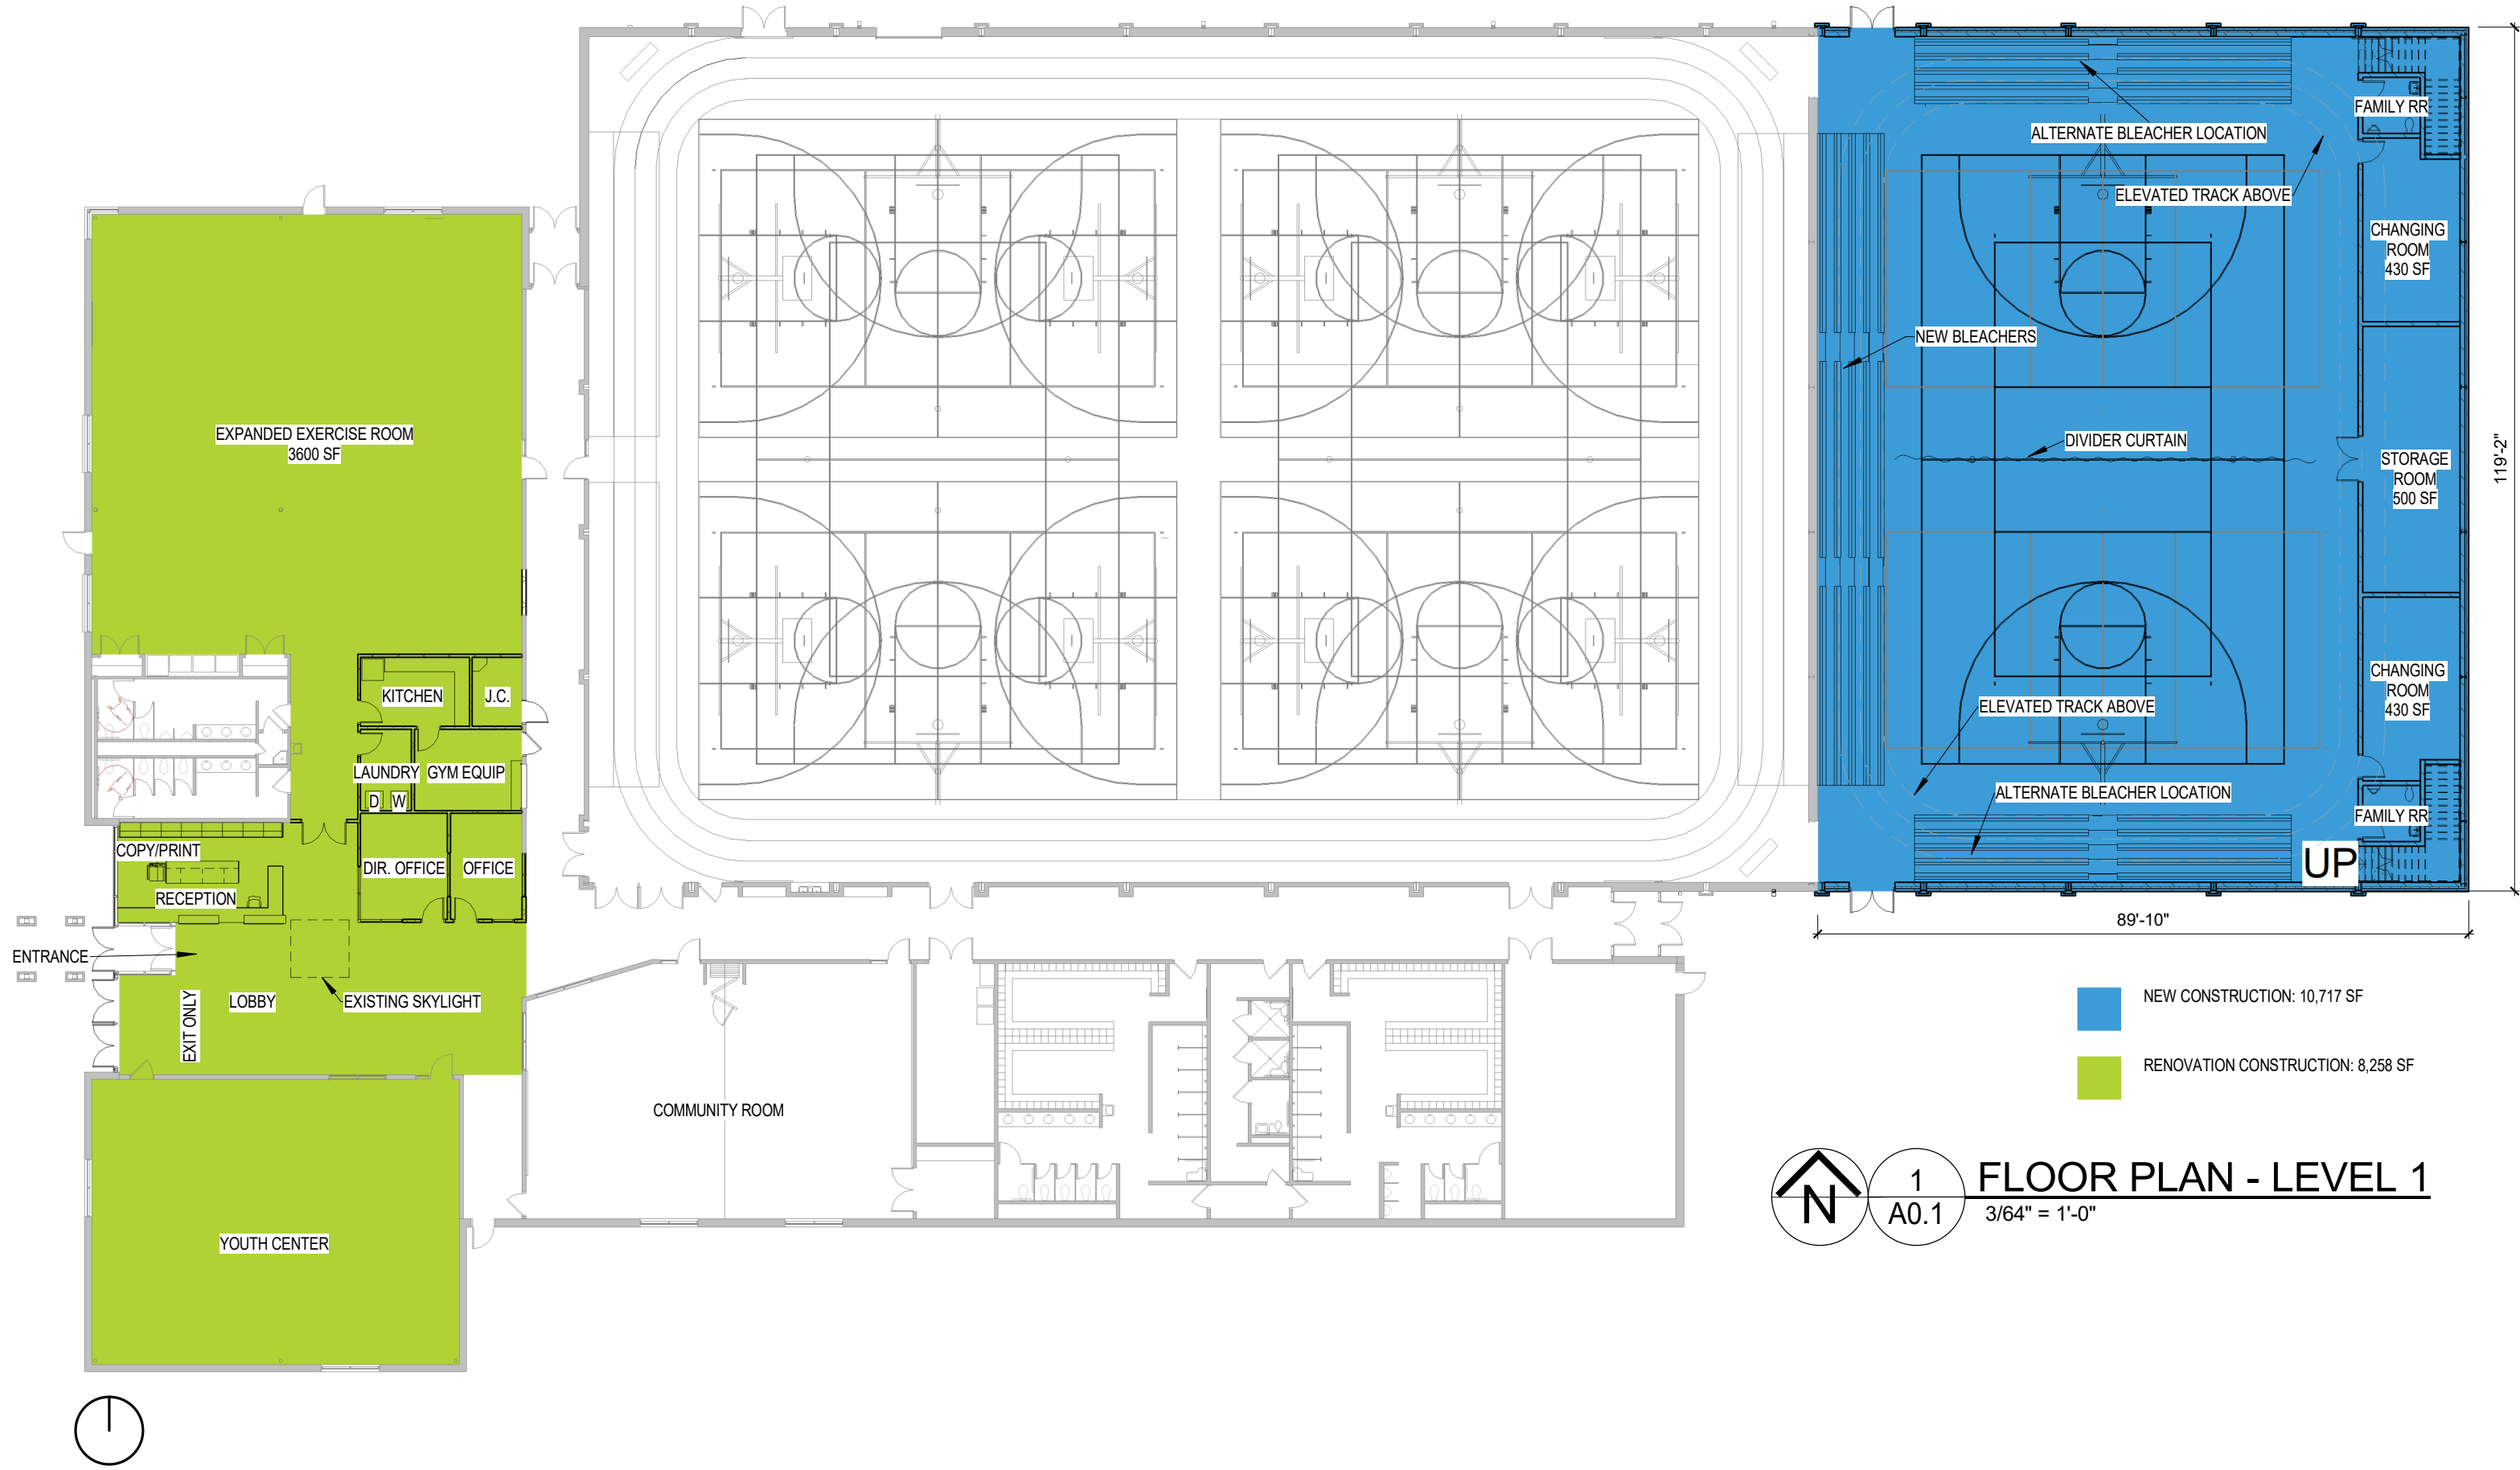 FAMILY RR
ALTERNATE BLEACHER LOCATION
ELEVATED TRACK ABOVE
CHANGING
ROOM
430 SF
NEW BLEACHERS
EXPANDED EXERCISE ROOM
3600 SF
DIVIDER CURTAIN
STORAGE
ROOM
500 SF
119'-2"
KITCHEN
J.C.
CHANGING
ROOM
430 SF
ELEVATED TRACK ABOVE
LAUNDRY
GYM EQUIP
D
W
ALTERNATE BLEACHER LOCATION
FAMILY RR
COPY/PRINT
UP
DIR. OFFICE
OFFICE
RECEPTION
89'-10"
ENTRANCE
EXIT ONLY
LOBBY
EXISTING SKYLIGHT
NEW CONSTRUCTION: 10,717 SF
RENOVATION CONSTRUCTION: 8,258 SF
COMMUNITY ROOM
N
1
A0.1
FLOOR PLAN - LEVEL 1
3/64" = 1'-0"
YOUTH CENTER